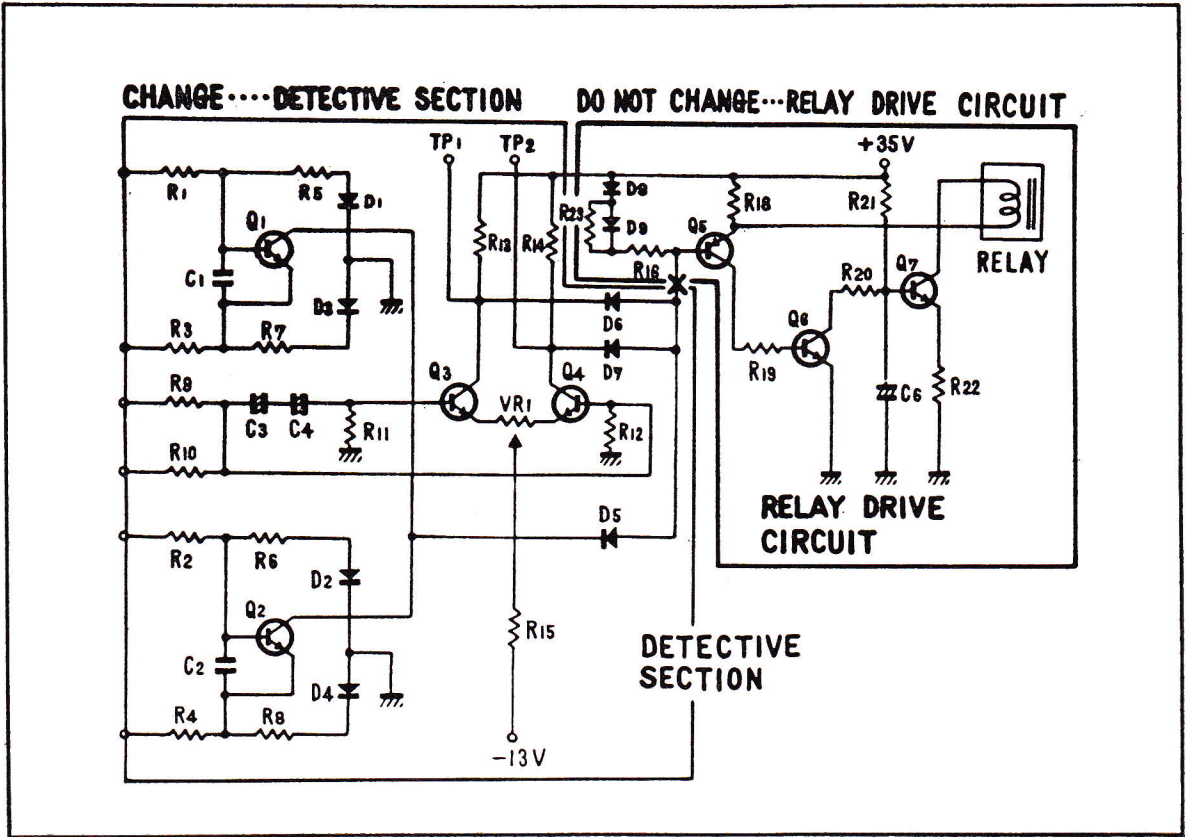 CHANGE····DETECTIVE SECTION
DO NOT CHANGE···RELAY DRIVE CIRCUIT
TP1
TP2
+35V
R1
R5
D1
Q1
C1
D3
R3
R7
R13
R14
R23
D8
D9
R16
Q5
R18
R21
RELAY
R20
Q7
Q6
R19
C6
R22
D6
D7
Q3
Q4
VR1
R9
C3
C4
R11
R12
R10
D5
R2
R6
D2
Q2
C2
D4
R4
R8
R15
-13V
RELAY DRIVE
CIRCUIT
DETECTIVE
SECTION